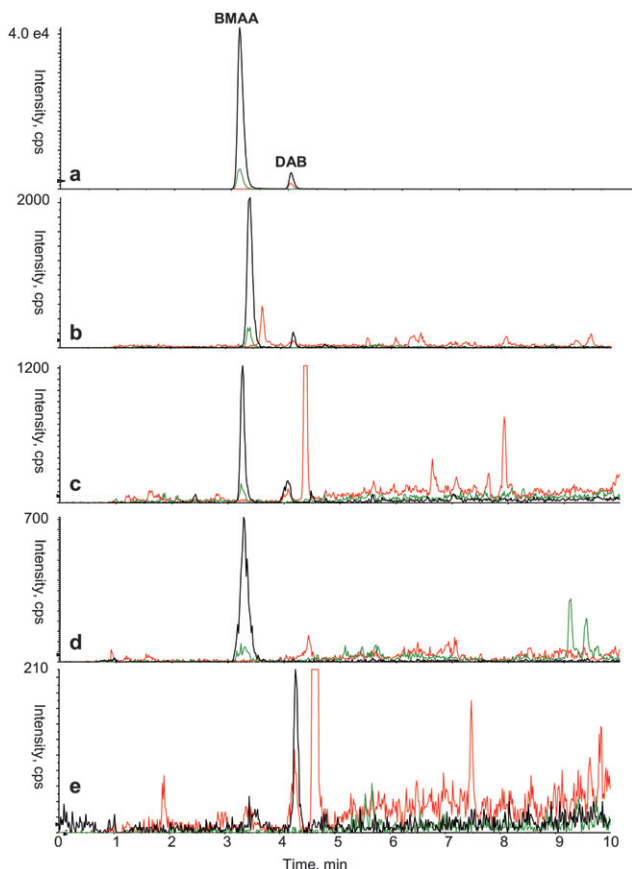 BMAA
4.0 e4
Intensity, cps
DAB
a
2000
Intensity, cps
b
1200
Intensity, cps
c
700
Intensity, cps
d
210
Intensity, cps
e
0 1 2 3 4 5 6 7 8 9 10
Time, min